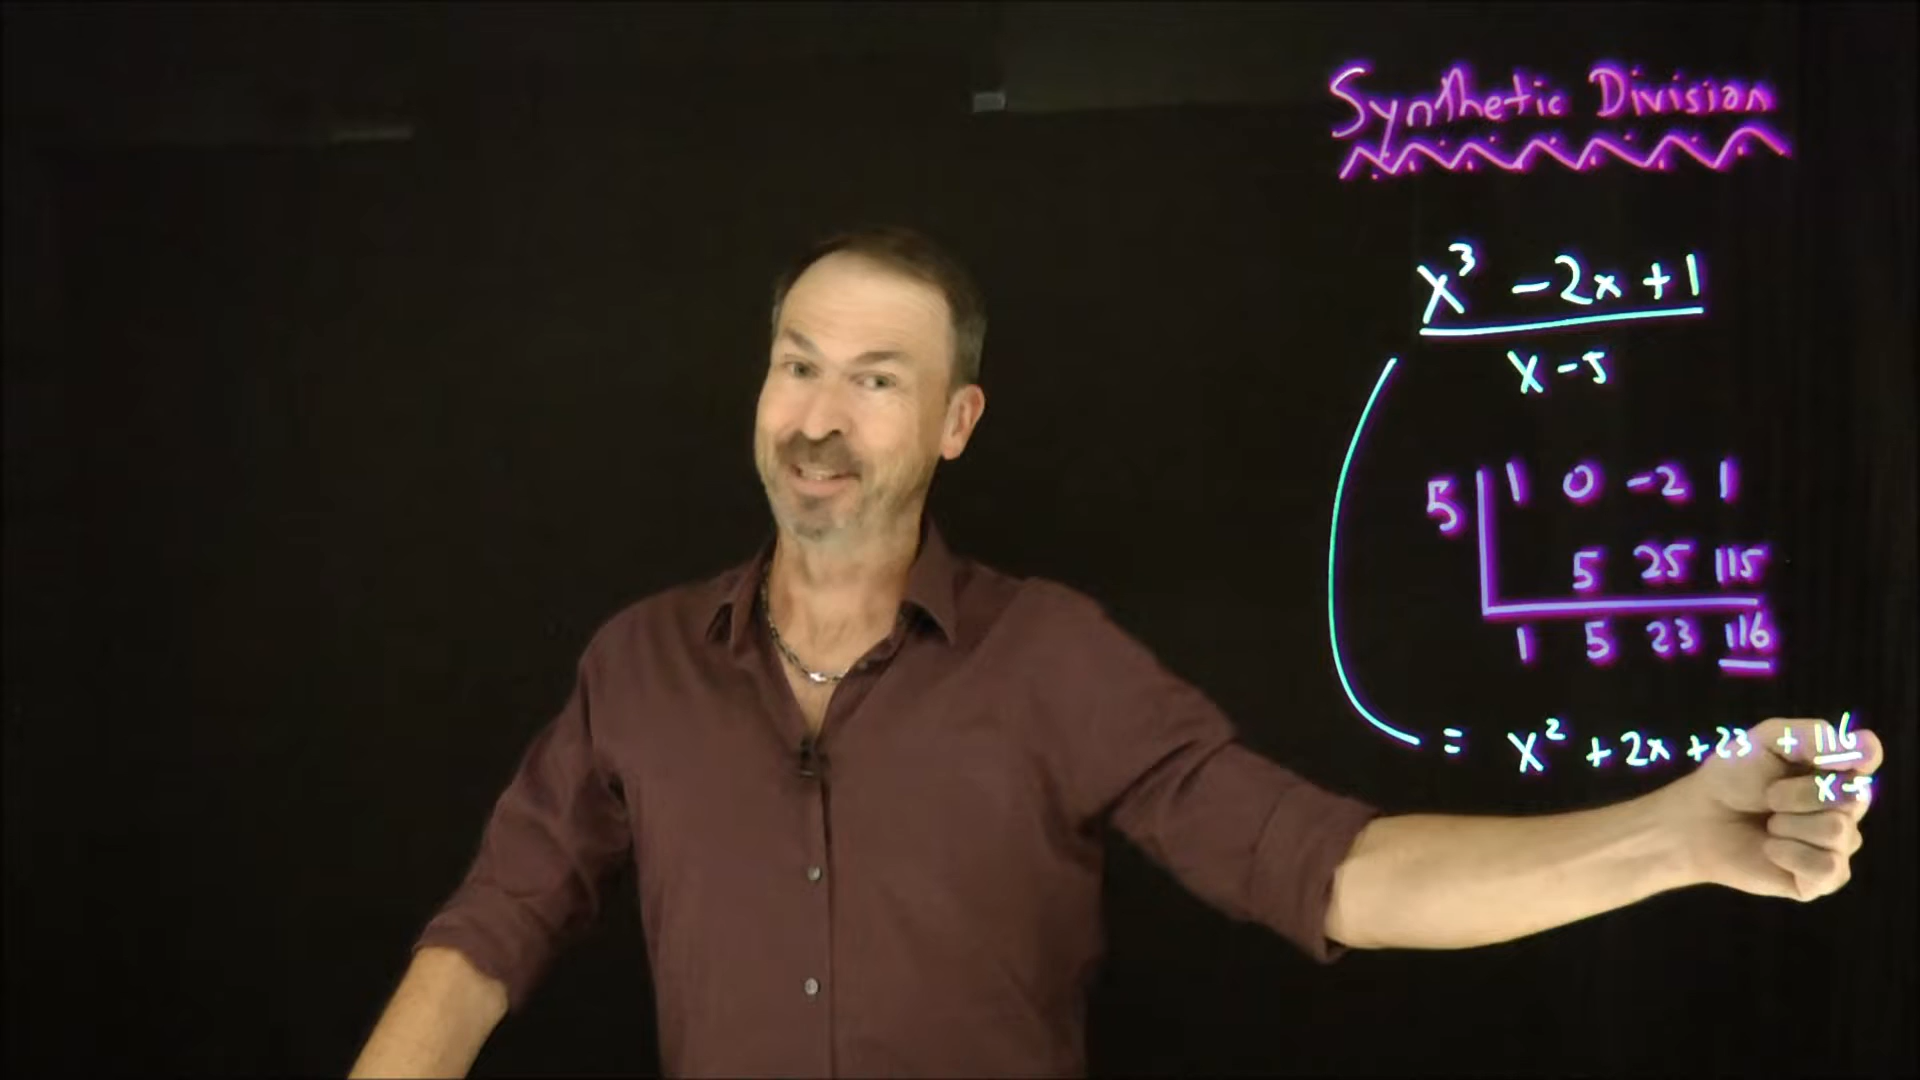 Synthetic Division
x³ -2x +1
x-5
5 | 1 0 -2 1
5 25 115
1 5 23 116
= x² + 2x + 23 + 116
x-5